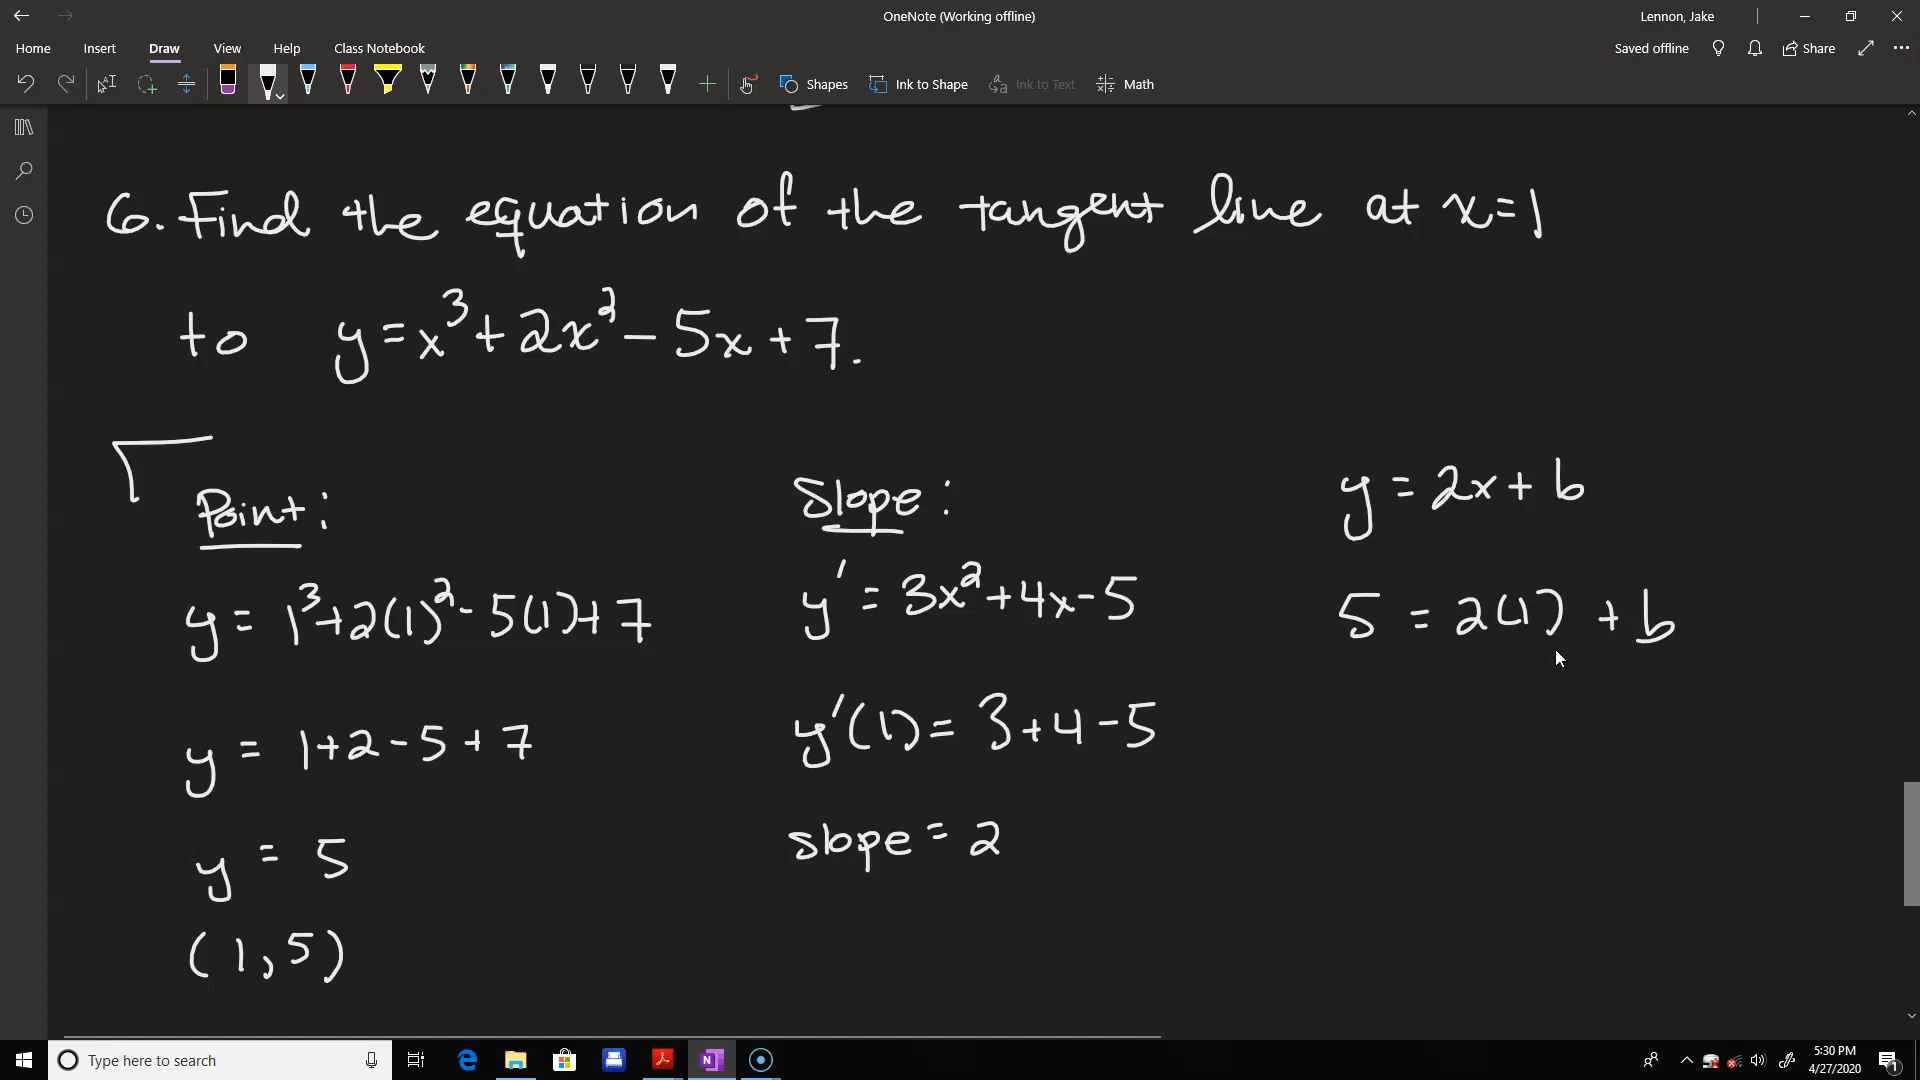 OneNote (Working offline)
Lennon, Jake
Home Insert Draw View Help Class Notebook
Saved offline Share
Shapes Ink to Shape Ink to Text Math
6. Find the equation of the tangent line at x=1
to y=x³+2x²-5x+7.
Point:
y = 1³+2(1)²-5(1)+7
y = 1+2-5+7
y = 5
(1,5)
Slope:
y' = 3x²+4x-5
y'(1) = 3+4-5
slope = 2
y = 2x+b
5 = 2(1) + b
Type here to search
5:30 PM
4/27/2020
1